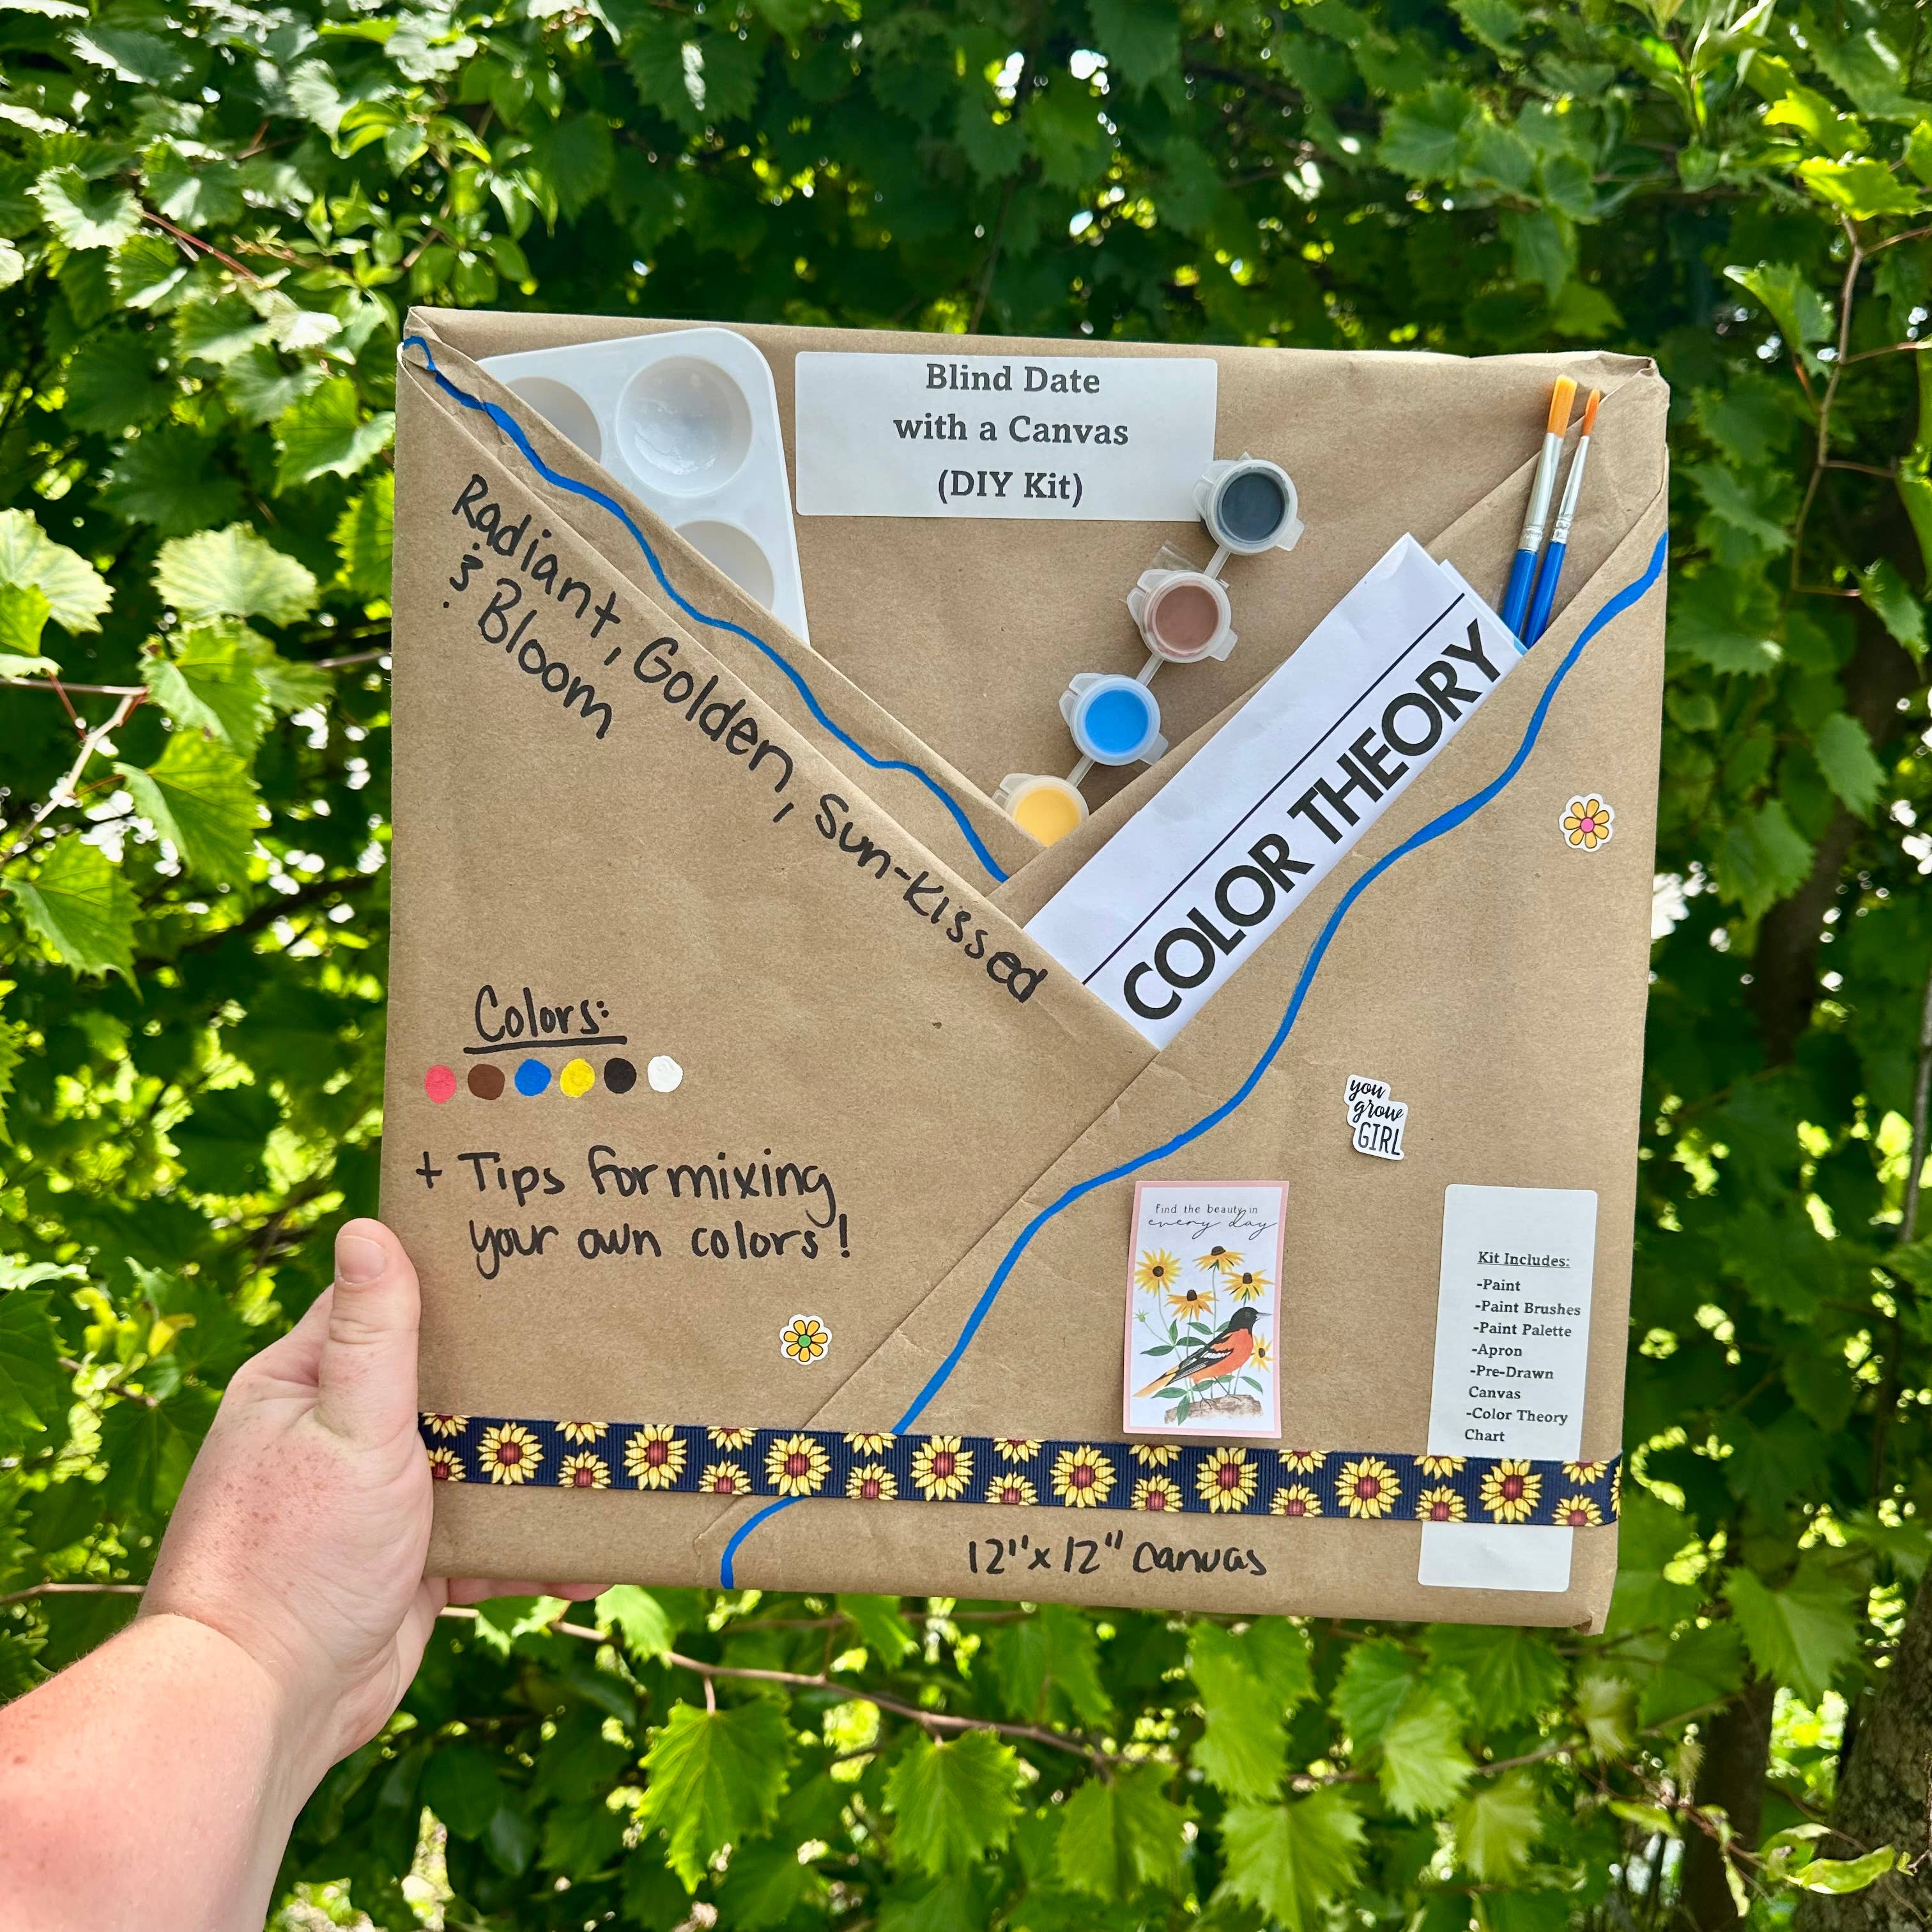 Blind Date
with a Canvas
(DIY Kit)
Radiant, Golden, Sun-Kissed
& Bloom
COLOR THEORY
Colors:
+ Tips for mixing
your own colors!
you
grow
GIRL
Find the beauty in
every day
Kit Includes:
-Paint
-Paint Brushes
-Paint Palette
-Apron
-Pre-Drawn
Canvas
-Color Theory
Chart
12"x 12" canvas